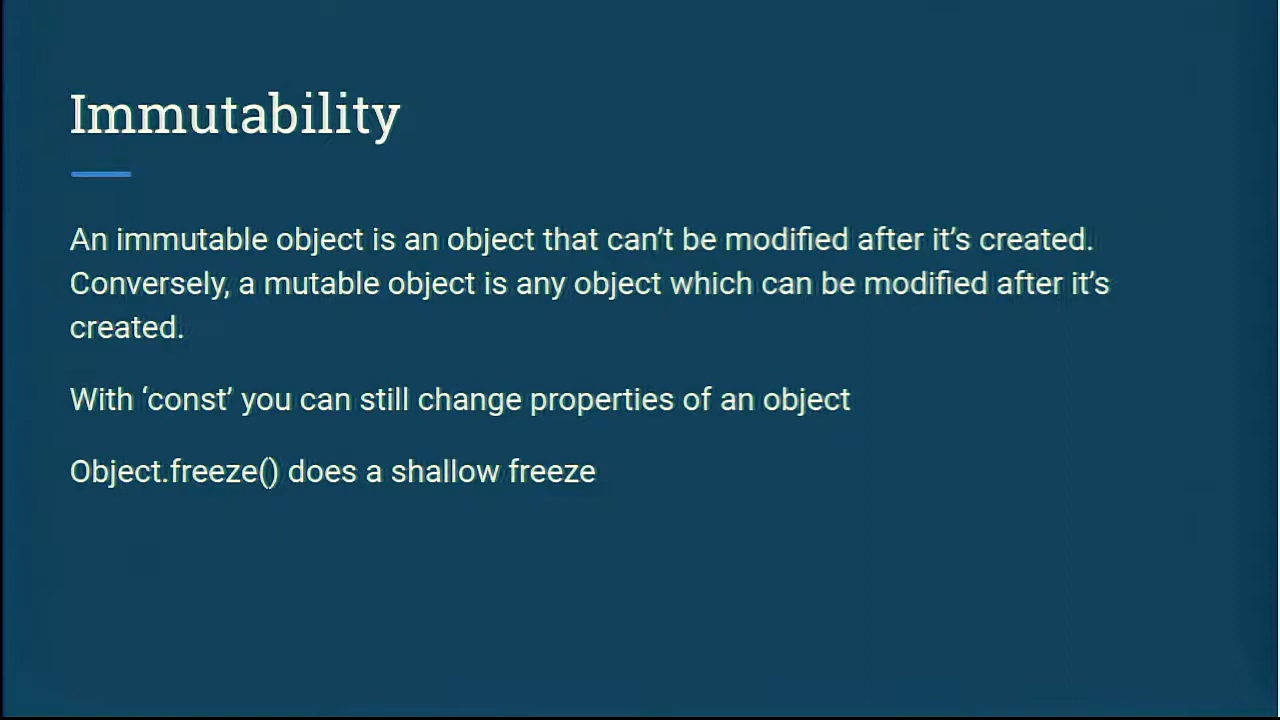 Immutability
An immutable object is an object that can’t be modified after it’s created.
Conversely, a mutable object is any object which can be modified after it’s
created.
With ‘const’ you can still change properties of an object
Object.freeze() does a shallow freeze